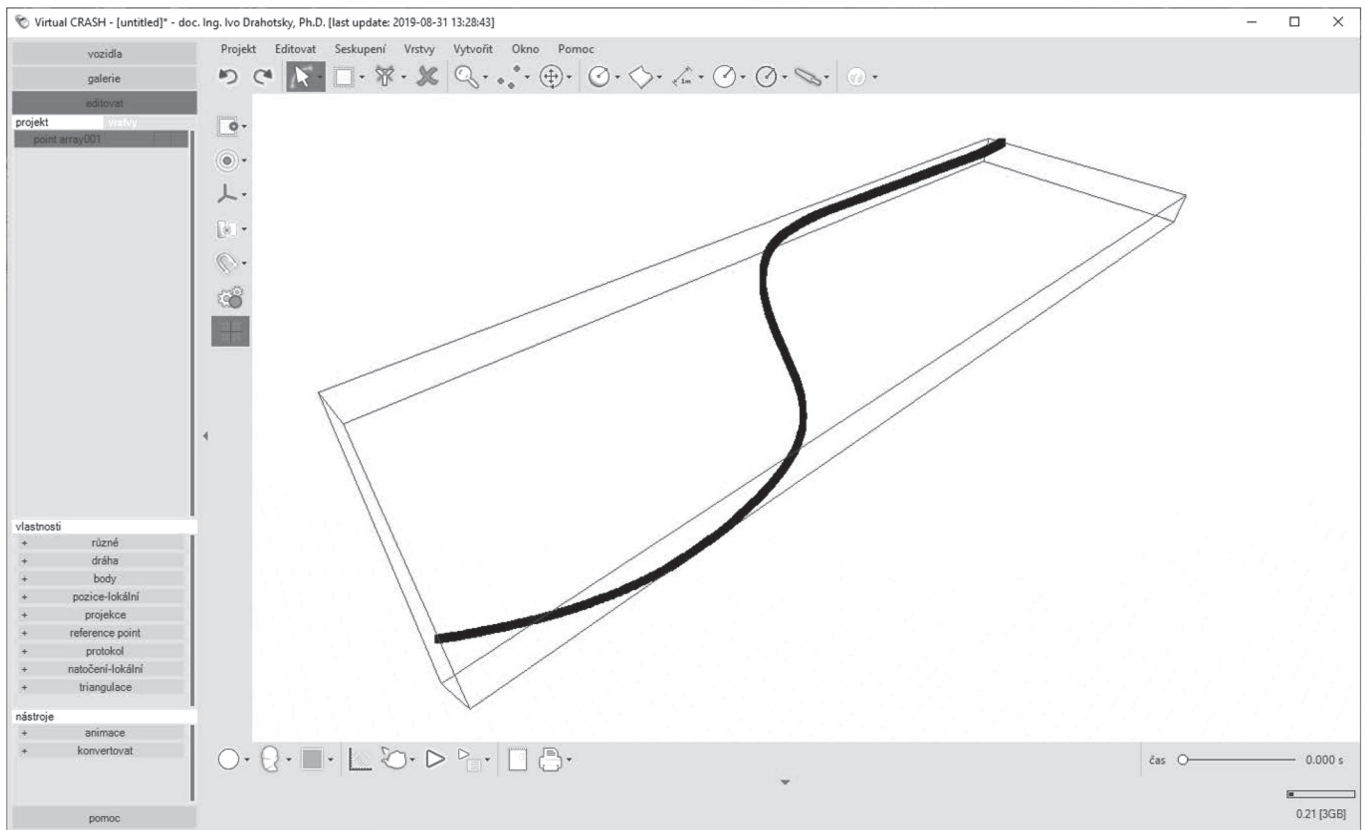 Virtual CRASH - [untitled]* - doc. Ing. Ivo Drahotsky, Ph.D. [last update: 2019-08-31 13:28:43]
vozidla
galerie
editovat
projekt vrstvy
point array001
Projekt Editovat Seskupení Vrstvy Vytvořit Okno Pomoc
1m
vlastnosti
+ různé
+ dráha
+ body
+ pozice-lokální
+ projekce
+ reference point
+ protokol
+ natočení-lokální
+ triangulace
nástroje
+ animace
+ konvertovat
pomoc
čas 0.000 s
0.21 [3GB]